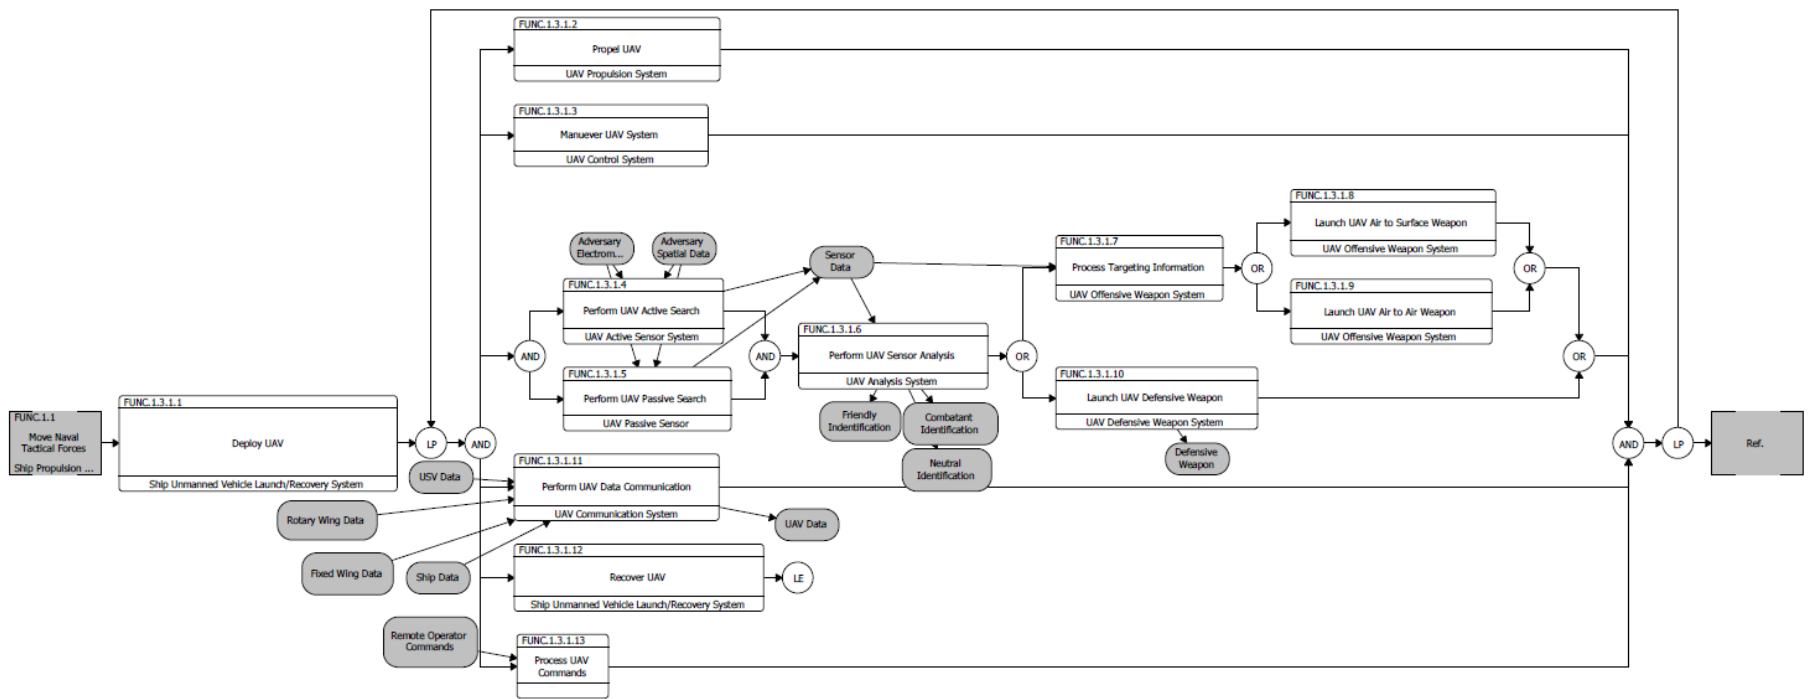 FUNC.1.3.1.2
Propel UAV
UAV Propulsion System
FUNC.1.3.1.3
Manuever UAV System
UAV Control System
Adversary
Electrom...
Adversary
Spatial Data
Sensor
Data
FUNC.1.3.1.4
Perform UAV Active Search
UAV Active Sensor System
AND
FUNC.1.3.1.5
Perform UAV Passive Search
UAV Passive Sensor
AND
FUNC.1.3.1.6
Perform UAV Sensor Analysis
UAV Analysis System
Friendly
Indentification
Combatant
Identification
Neutral
Identification
OR
FUNC.1.3.1.7
Process Targeting Information
UAV Offensive Weapon System
OR
FUNC.1.3.1.8
Launch UAV Air to Surface Weapon
UAV Offensive Weapon System
FUNC.1.3.1.9
Launch UAV Air to Air Weapon
UAV Offensive Weapon System
OR
FUNC.1.3.1.10
Launch UAV Defensive Weapon
UAV Defensive Weapon System
Defensive
Weapon
OR
FUNC.1.1
Move Naval
Tactical Forces
Ship Propulsion ...
FUNC.1.3.1.1
Deploy UAV
Ship Unmanned Vehicle Launch/Recovery System
LP
AND
AND
LP
Ref.
USV Data
Rotary Wing Data
Fixed Wing Data
Ship Data
FUNC.1.3.1.11
Perform UAV Data Communication
UAV Communication System
UAV Data
FUNC.1.3.1.12
Recover UAV
Ship Unmanned Vehicle Launch/Recovery System
LE
Remote Operator
Commands
FUNC.1.3.1.13
Process UAV
Commands